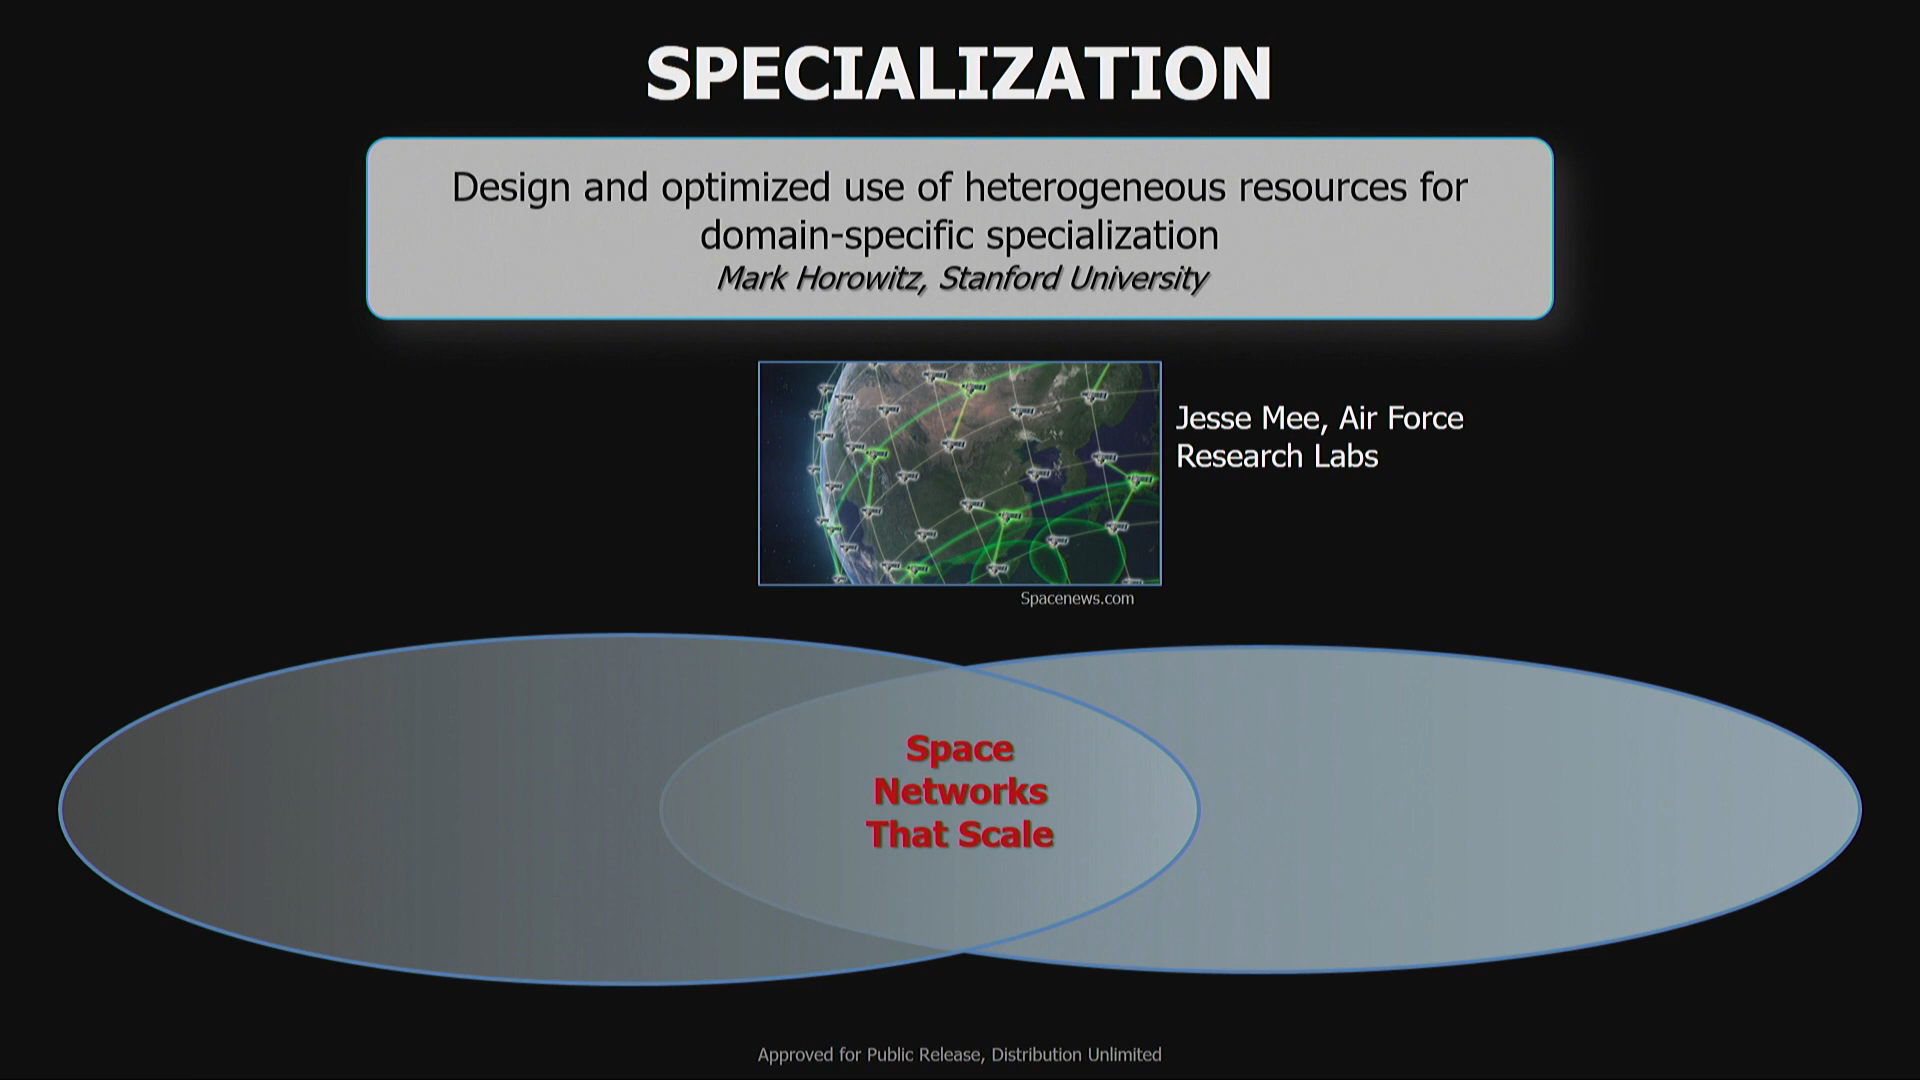 SPECIALIZATION
Design and optimized use of heterogeneous resources for
domain-specific specialization
Mark Horowitz, Stanford University
Jesse Mee, Air Force
Research Labs
Spacenews.com
Space
Networks
That Scale
Approved for Public Release, Distribution Unlimited